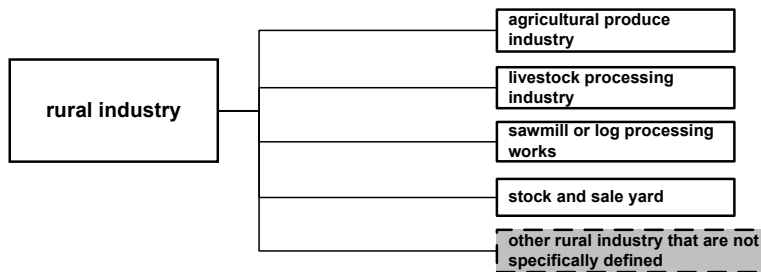 rural industry
agricultural produce
industry
livestock processing
industry
sawmill or log processing
works
stock and sale yard
other rural industry that are not
specifically defined